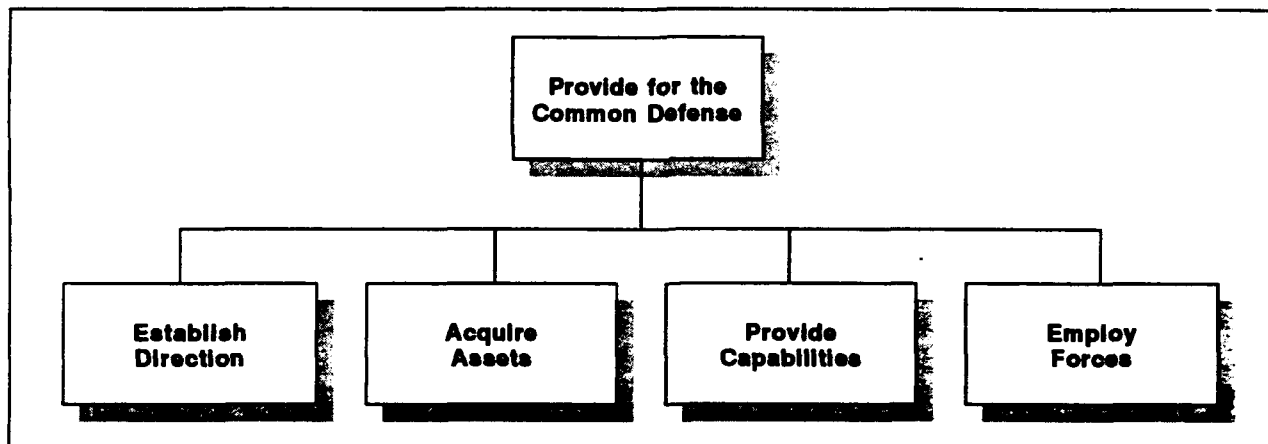 Provide for the
Common Defense
Establish
Direction
Acquire
Assets
Provide
Capabilities
Employ
Forces